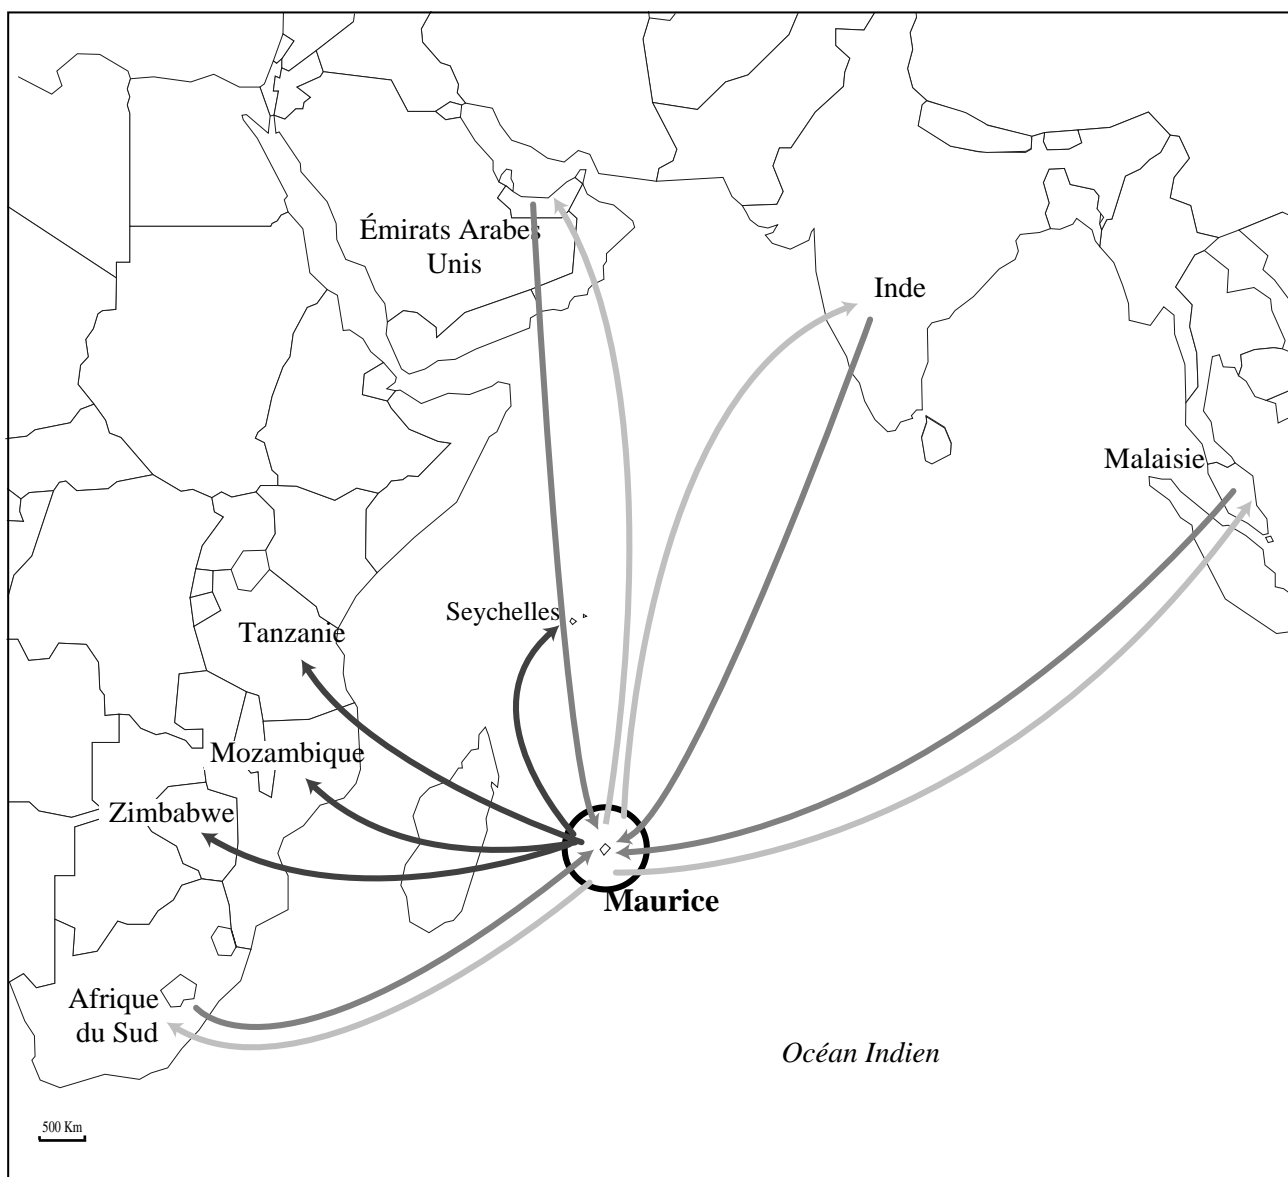 Émirats Arabes
Unis
Inde
Malaisie
Seychelles
Tanzanie
Mozambique
Zimbabwe
Maurice
Afrique
du Sud
Océan Indien
500 Km